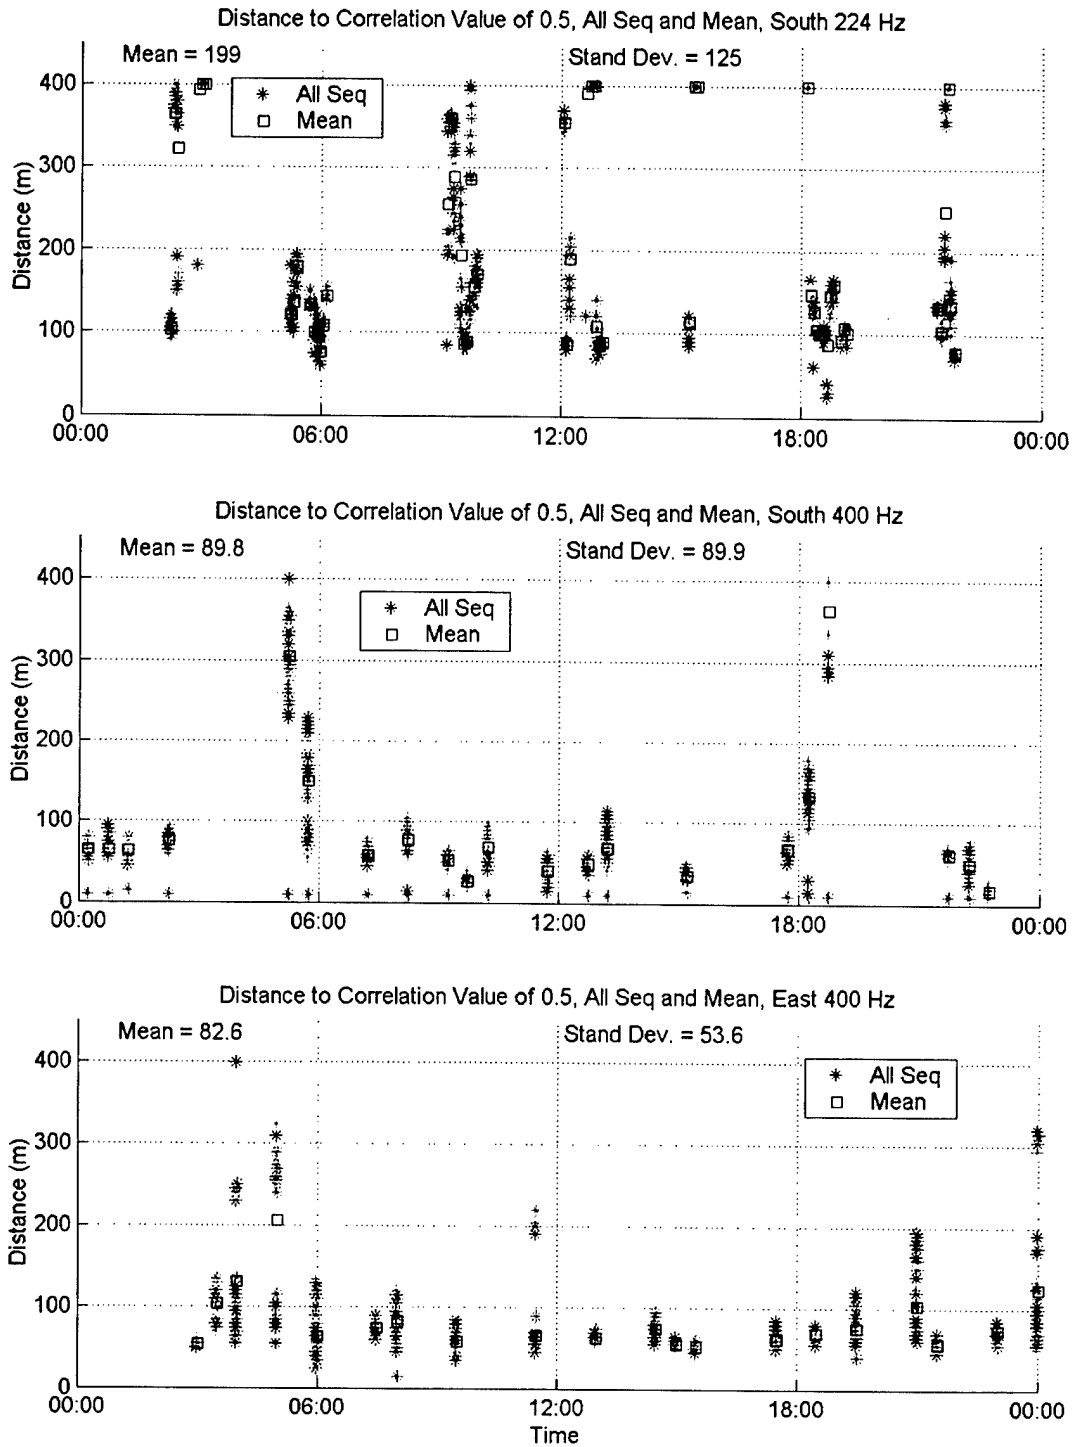 Distance to Correlation Value of 0.5, All Seq and Mean, South 224 Hz
Mean = 199
Stand Dev. = 125
All Seq
Mean
Distance (m)
400
300
200
100
0
00:00 06:00 12:00 18:00 00:00
Distance to Correlation Value of 0.5, All Seq and Mean, South 400 Hz
Mean = 89.8
Stand Dev. = 89.9
All Seq
Mean
Distance (m)
400
300
200
100
0
00:00 06:00 12:00 18:00 00:00
Distance to Correlation Value of 0.5, All Seq and Mean, East 400 Hz
Mean = 82.6
Stand Dev. = 53.6
All Seq
Mean
Distance (m)
400
300
200
100
0
00:00 06:00 12:00 18:00 00:00
Time